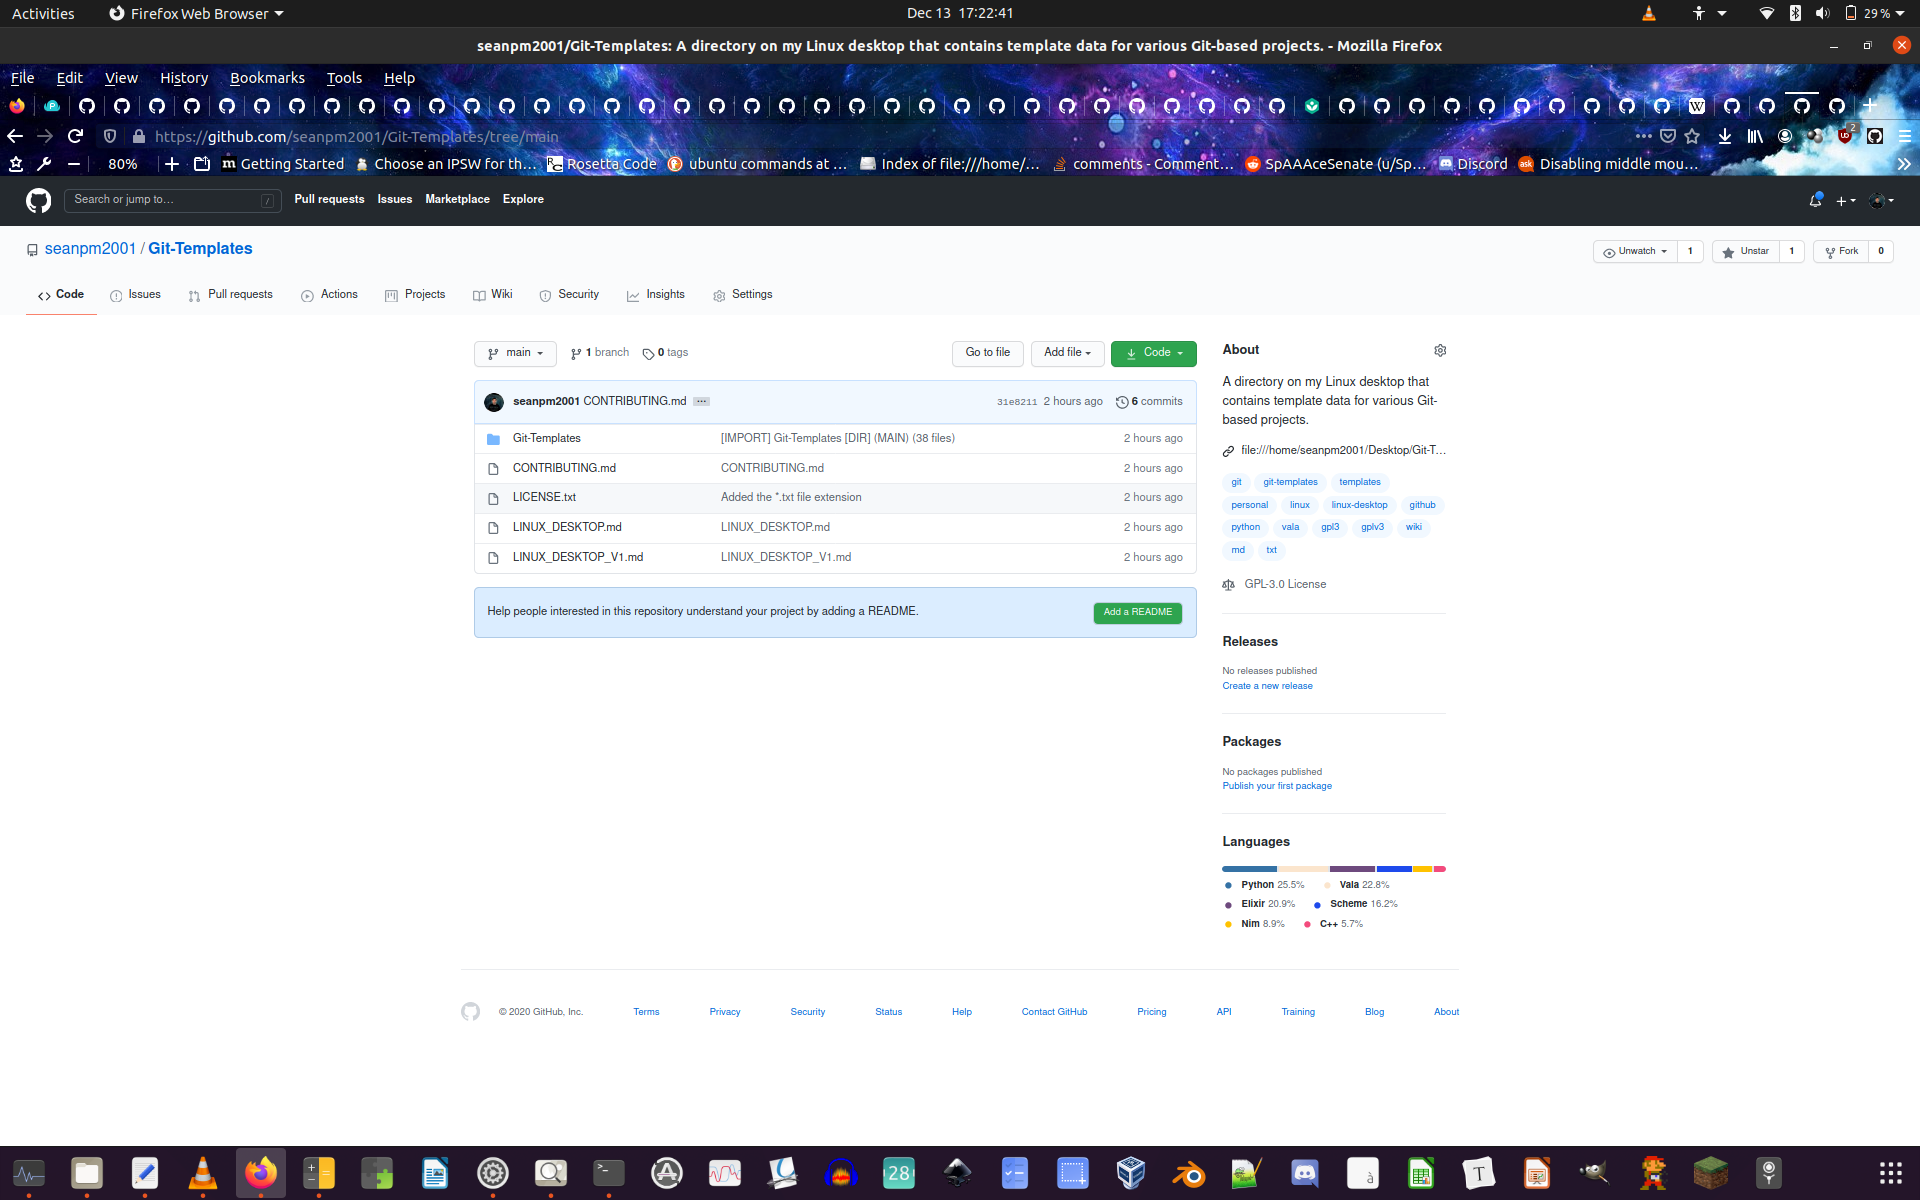 Activities Firefox Web Browser Dec 13 17:22:41 29 %
seanpm2001/Git-Templates: A directory on my Linux desktop that contains template data for various Git-based projects. - Mozilla Firefox
File Edit View History Bookmarks Tools Help
https://github.com/seanpm2001/Git-Templates/tree/main 2
80% Getting Started Choose an IPSW for th… Rosetta Code ubuntu commands at … Index of file:///home/… comments - Comment… SpAAAceSenate (u/Sp… Discord Disabling middle mou…
Search or jump to… / Pull requests Issues Marketplace Explore
seanpm2001 / Git-Templates Unwatch 1 Unstar 1 Fork 0
Code Issues Pull requests Actions Projects Wiki Security Insights Settings
main 1 branch 0 tags Go to file Add file Code
seanpm2001 CONTRIBUTING.md ... 31e8211 2 hours ago 6 commits
Git-Templates [IMPORT] Git-Templates [DIR] (MAIN) (38 files) 2 hours ago
CONTRIBUTING.md CONTRIBUTING.md 2 hours ago
LICENSE.txt Added the *.txt file extension 2 hours ago
LINUX_DESKTOP.md LINUX_DESKTOP.md 2 hours ago
LINUX_DESKTOP_V1.md LINUX_DESKTOP_V1.md 2 hours ago
Help people interested in this repository understand your project by adding a README. Add a README
About
A directory on my Linux desktop that
contains template data for various Git-
based projects.
file:///home/seanpm2001/Desktop/Git-T...
git git-templates templates
personal linux linux-desktop github
python vala gpl3 gplv3 wiki
md txt
GPL-3.0 License
Releases
No releases published
Create a new release
Packages
No packages published
Publish your first package
Languages
Python 25.5% Vala 22.8%
Elixir 20.9% Scheme 16.2%
Nim 8.9% C++ 5.7%
© 2020 GitHub, Inc. Terms Privacy Security Status Help Contact GitHub Pricing API Training Blog About
28